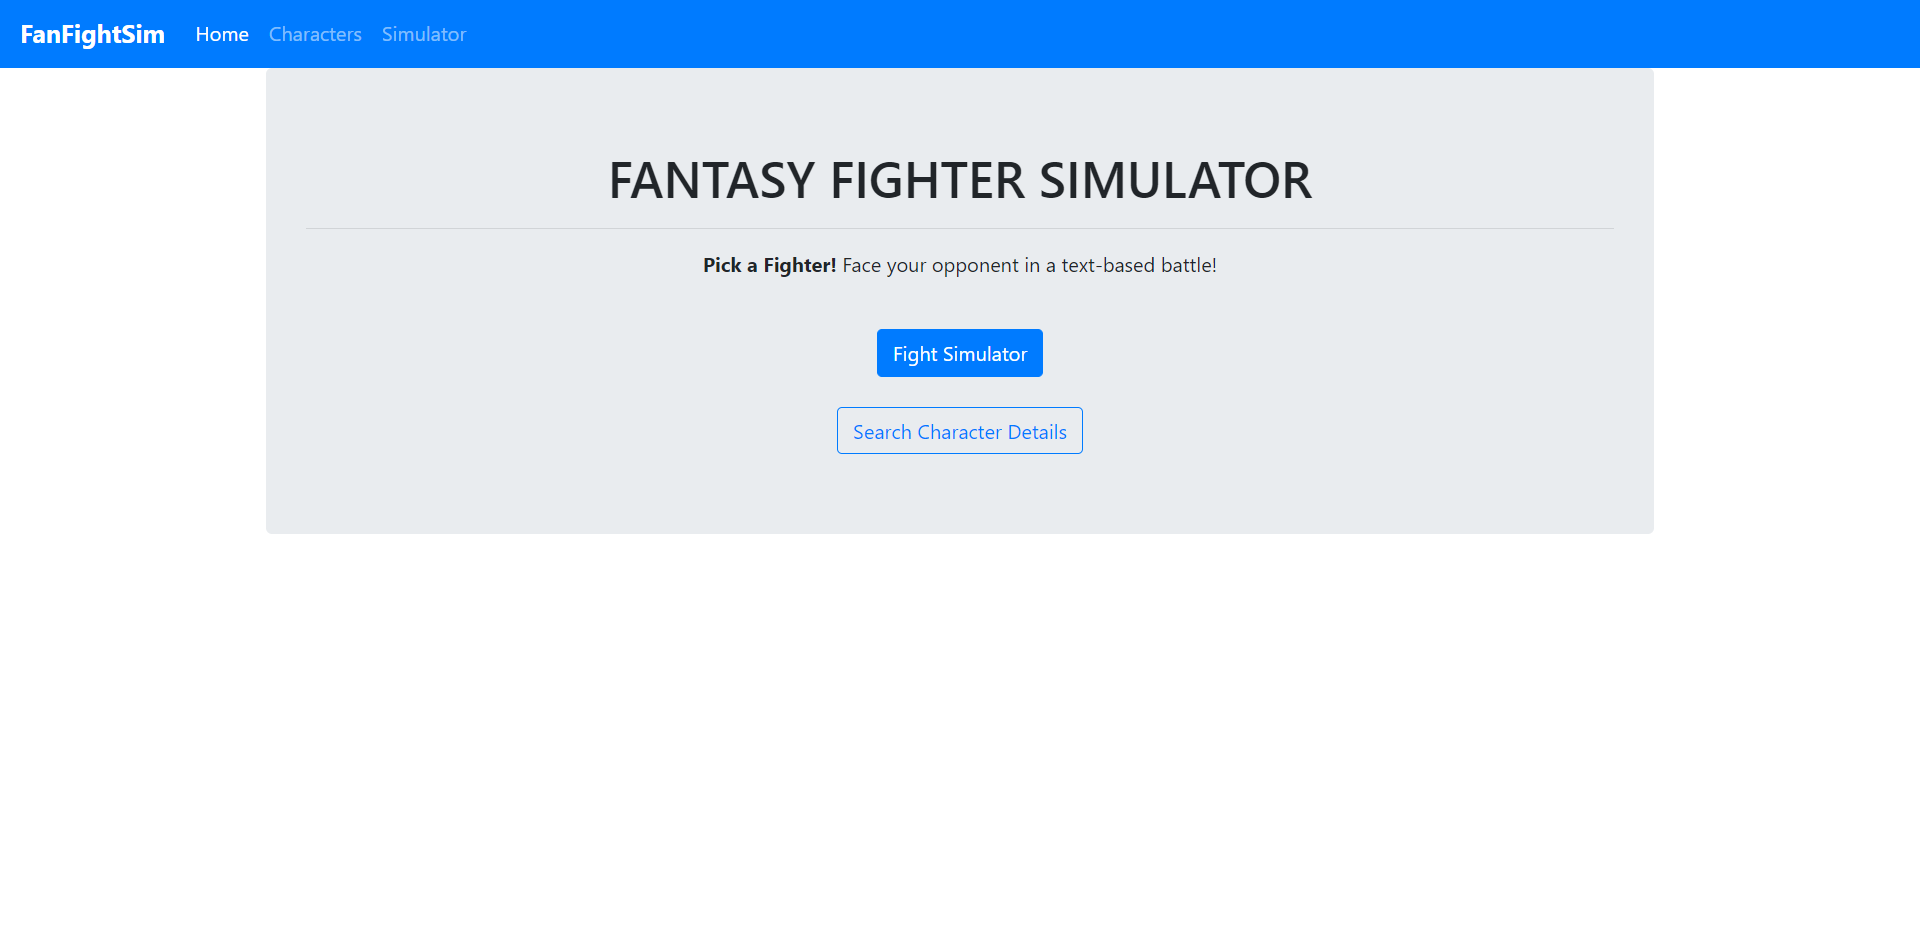 FanFightSim Home Characters Simulator
FANTASY FIGHTER SIMULATOR
Pick a Fighter! Face your opponent in a text-based battle!
Fight Simulator
Search Character Details